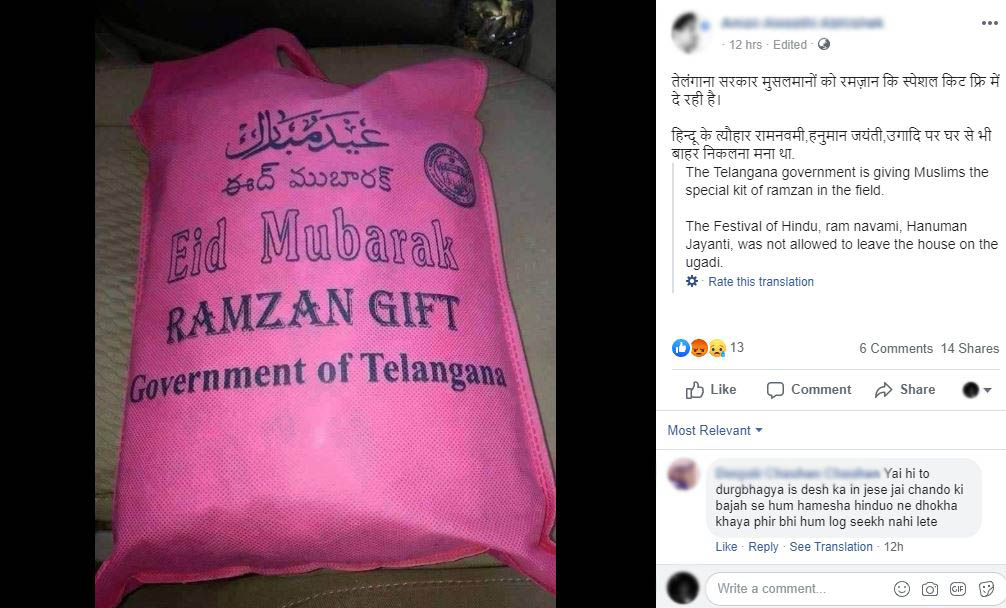 عيد مبارك
ఈద్ ముబారక్
Eid Mubarak
RAMZAN GIFT
Government of Telangana
12 hrs · Edited ·
तेलंगाना सरकार मुसलमानों को रमज़ान कि स्पेशल किट फ्रि में
दे रही है।
हिन्दू के त्यौहार रामनवमी,हनुमान जयंती,उगादि पर घर से भी
बाहर निकलना मना था.
The Telangana government is giving Muslims the
special kit of ramzan in the field.
The Festival of Hindu, ram navami, Hanuman
Jayanti, was not allowed to leave the house on the
ugadi.
Rate this translation
13
6 Comments 14 Shares
Like Comment Share
Most Relevant
Yai hi to
durgbhagya is desh ka in jese jai chando ki
bajah se hum hamesha hinduo ne dhokha
khaya phir bhi hum log seekh nahi lete
Like · Reply · See Translation · 12h
Write a comment...
GIF